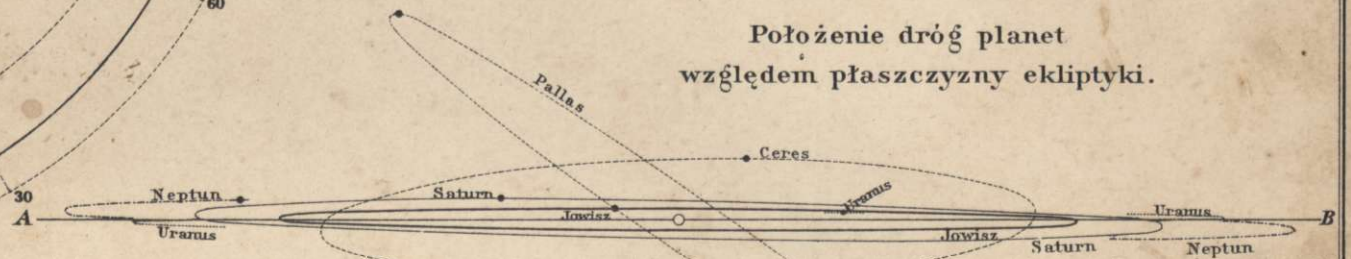 60
Położenie dróg planet
względem płaszczyzny ekliptyki.
Pallas
Ceres
30
Neptun
Saturn
Uranus
Jowisz
A
Uranus
B
Uranus
Jowisz
Saturn
Neptun